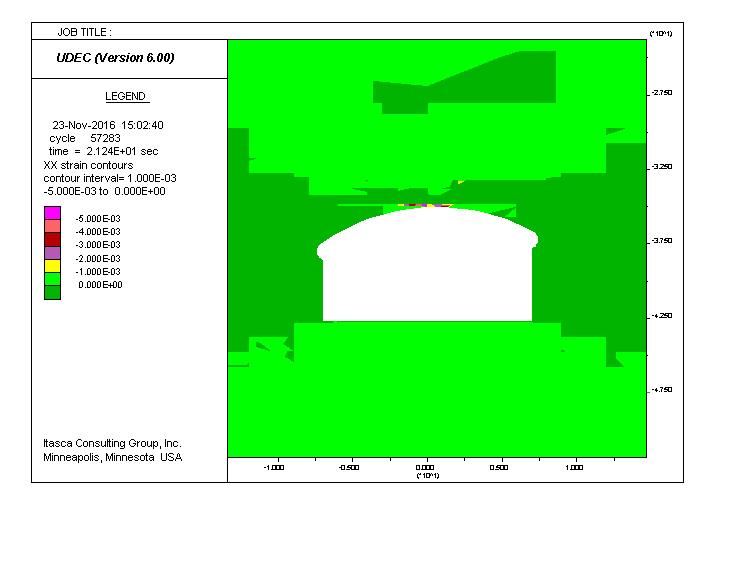 JOB TITLE :
UDEC (Version 6.00)
LEGEND
23-Nov-2016 15:02:40
cycle 57283
time = 2.124E+01 sec
XX strain contours
contour interval= 1.000E-03
-5.000E-03 to 0.000E+00
-5.000E-03
-4.000E-03
-3.000E-03
-2.000E-03
-1.000E-03
0.000E+00
Itasca Consulting Group, Inc.
Minneapolis, Minnesota USA
(*10^1)
-2.750
-3.250
-3.750
-4.250
-4.750
-1.000 -0.500 0.000 0.500 1.000
(*10^1)